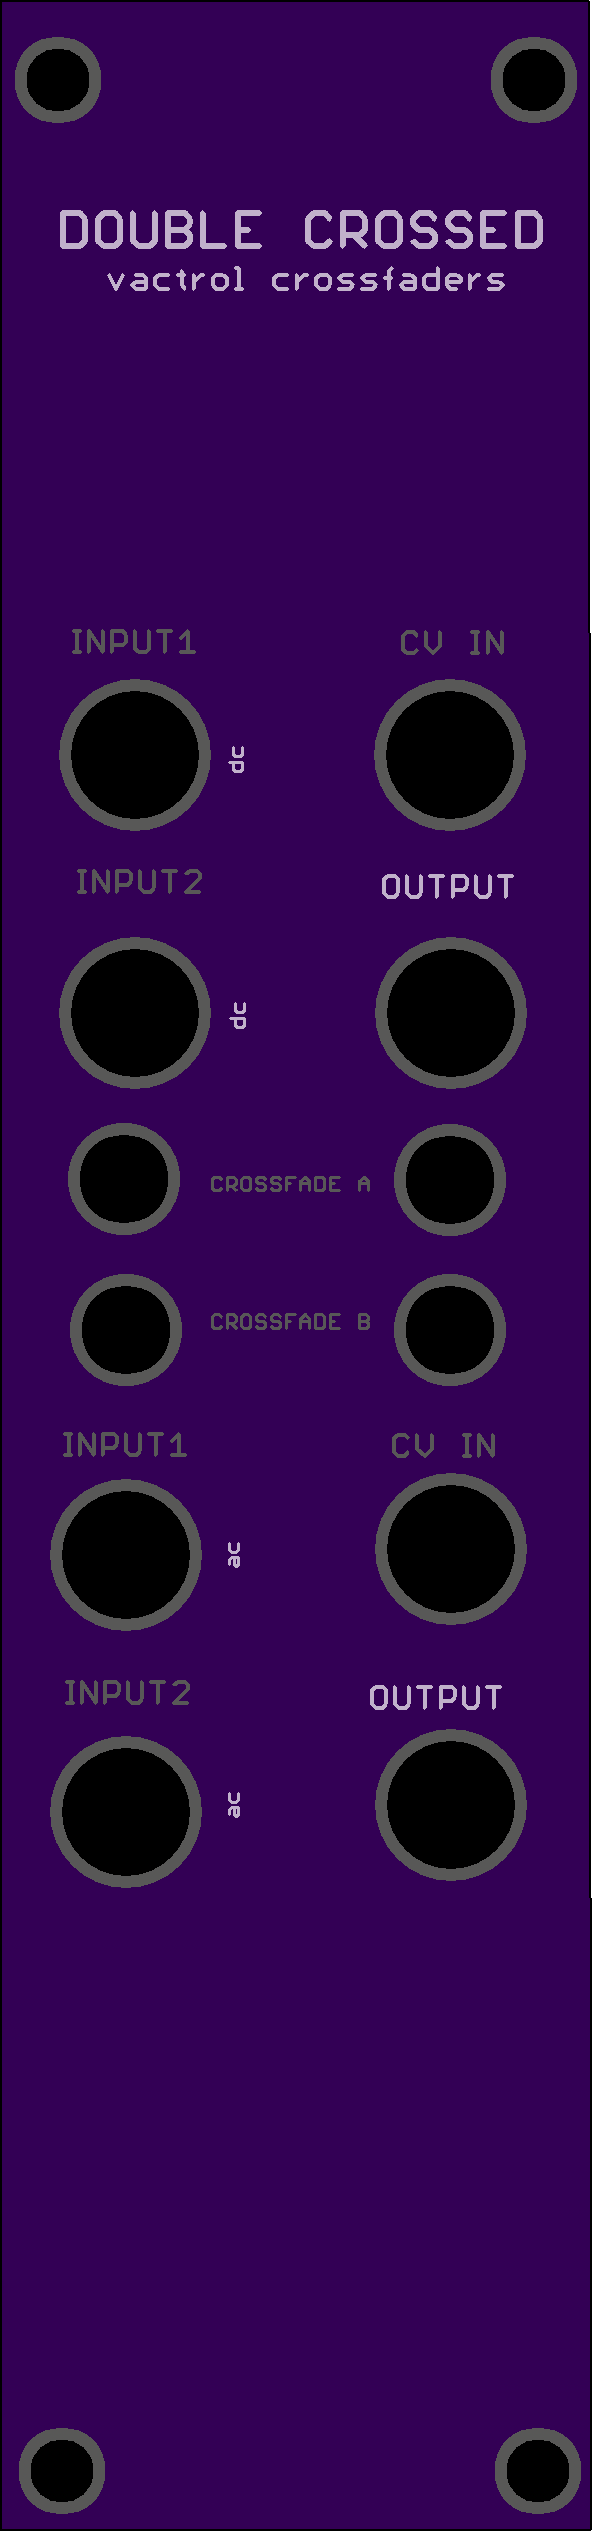 DOUBLE CROSSED
vactrol crossfaders
INPUT1 CV IN
dc
INPUT2 OUTPUT
dc
CROSSFADE A
CROSSFADE B
INPUT1 CV IN
ac
INPUT2 OUTPUT
ac